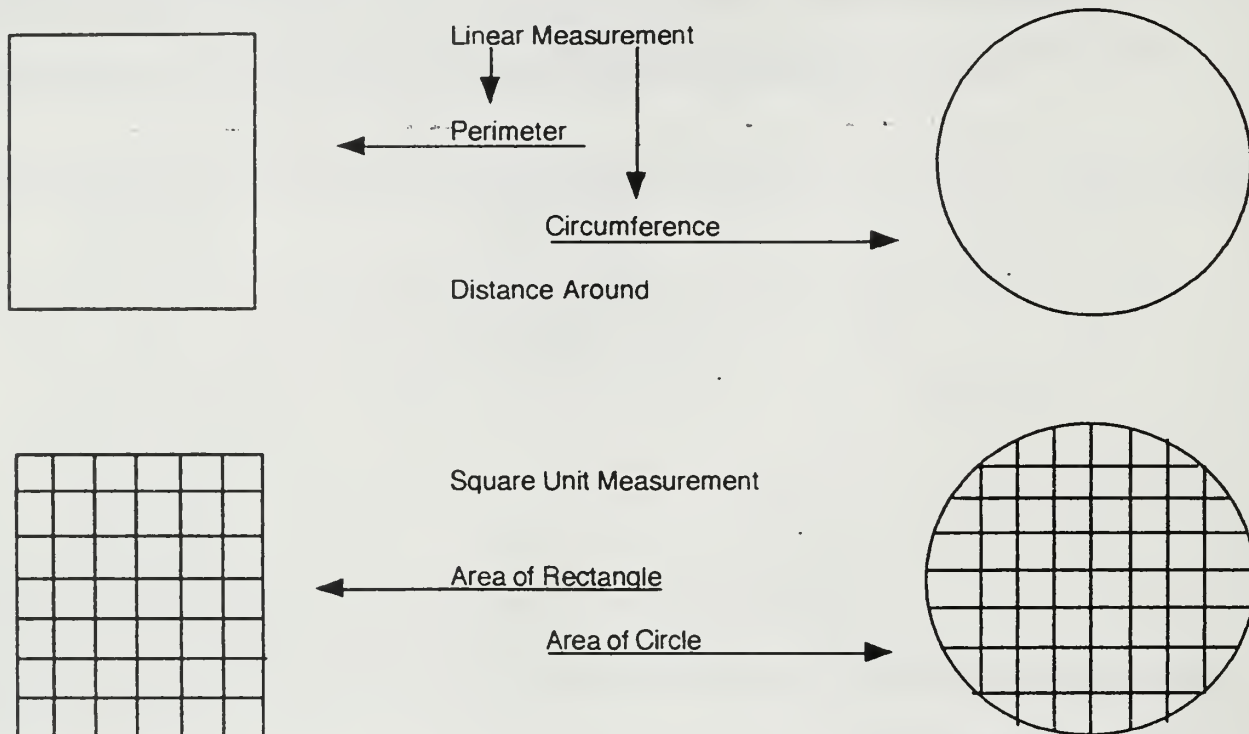 Linear Measurement
Perimeter
Circumference
Distance Around
Square Unit Measurement
Area of Rectangle
Area of Circle